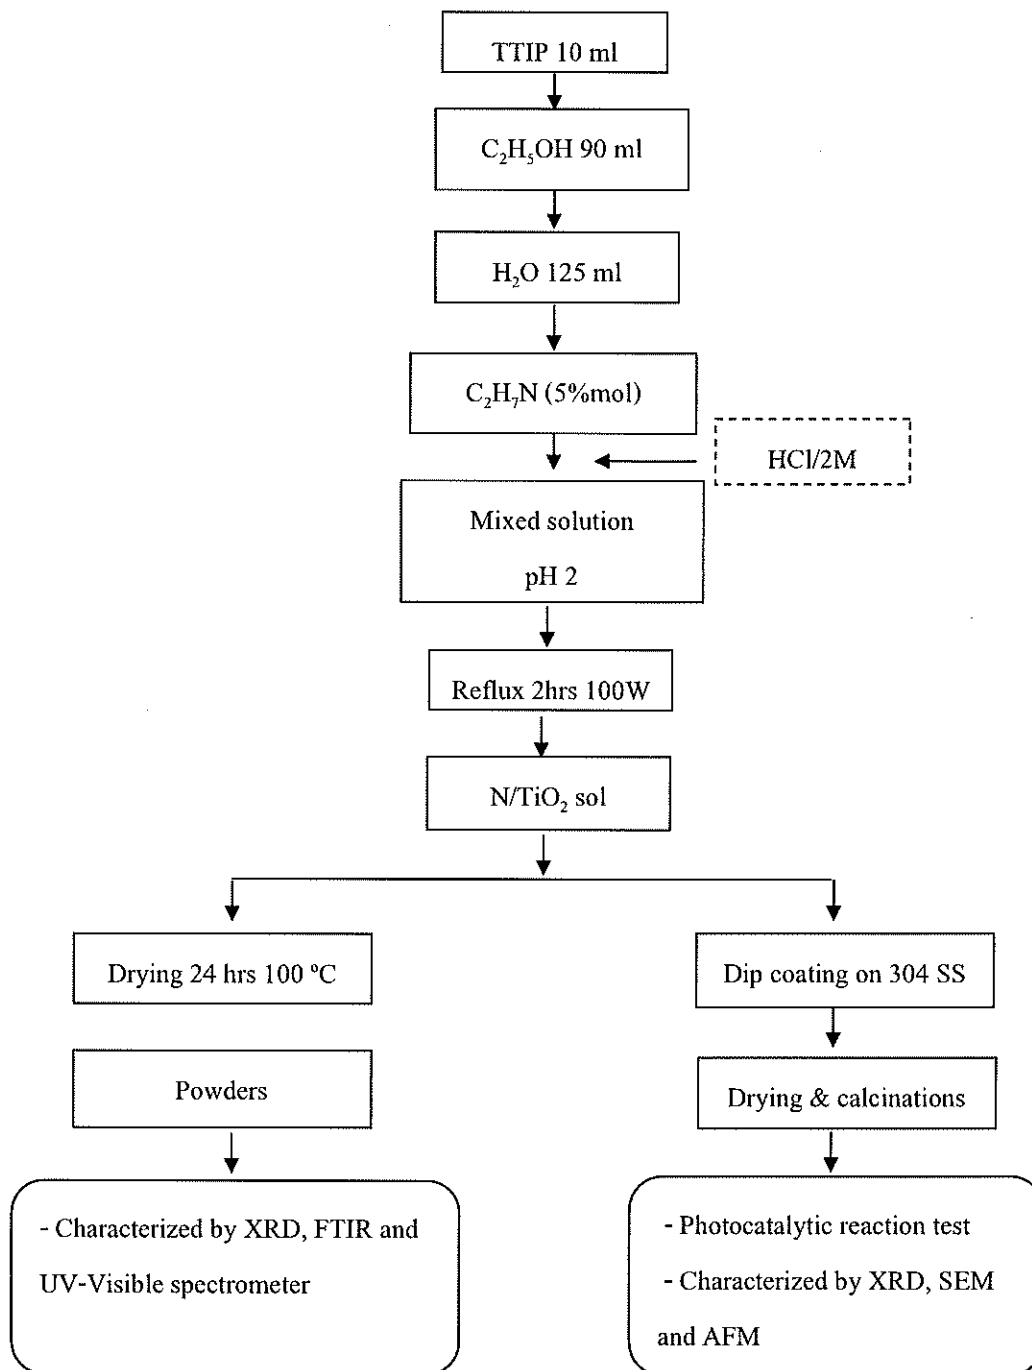 TTIP 10 ml
C₂H₅OH 90 ml
H₂O 125 ml
C₂H₇N (5%mol)
HCl/2M
Mixed solution
pH 2
Reflux 2hrs 100W
N/TiO₂ sol
Drying 24 hrs 100 ºC
Powders
- Characterized by XRD, FTIR and
UV-Visible spectrometer
Dip coating on 304 SS
Drying & calcinations
- Photocatalytic reaction test
- Characterized by XRD, SEM
and AFM